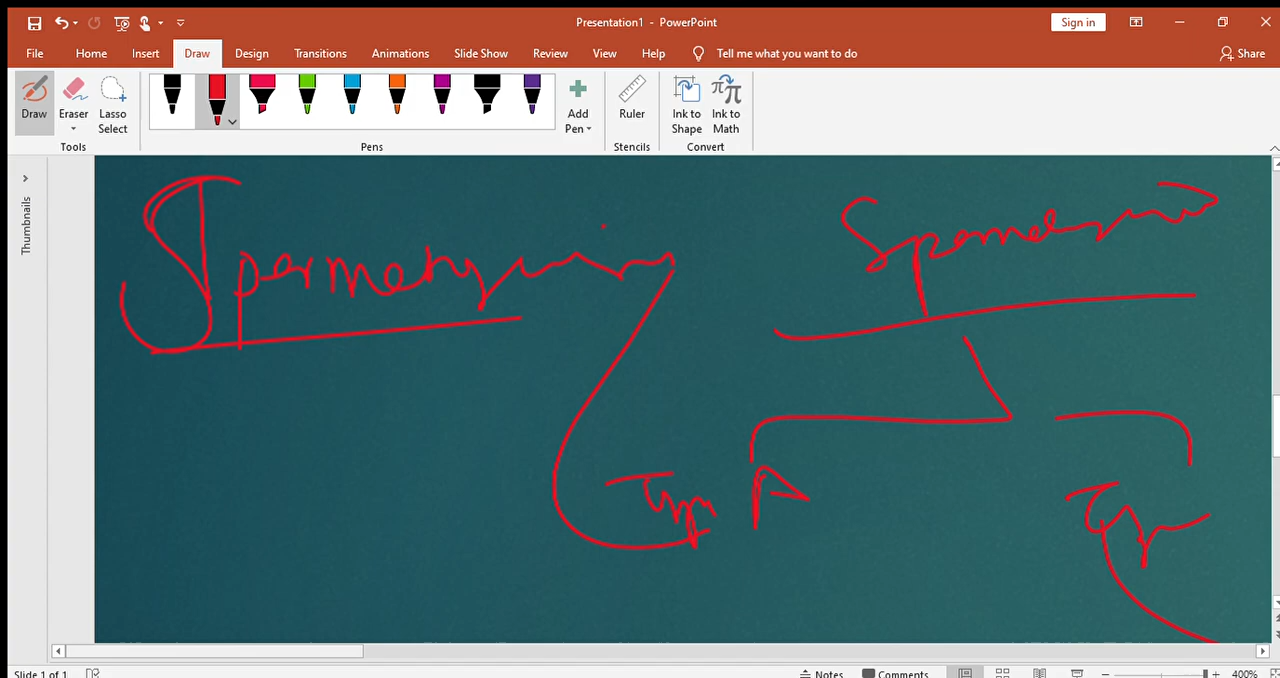 Presentation1 - PowerPoint
Sign in
File Home Insert Draw Design Transitions Animations Slide Show Review View Help Tell me what you want to do Share
Draw Eraser Lasso Select
Add Pen
Ruler
Ink to Shape Ink to Math
Tools Pens Stencils Convert
Thumbnails
Type A
Slide 1 of 1 Notes Comments 400%